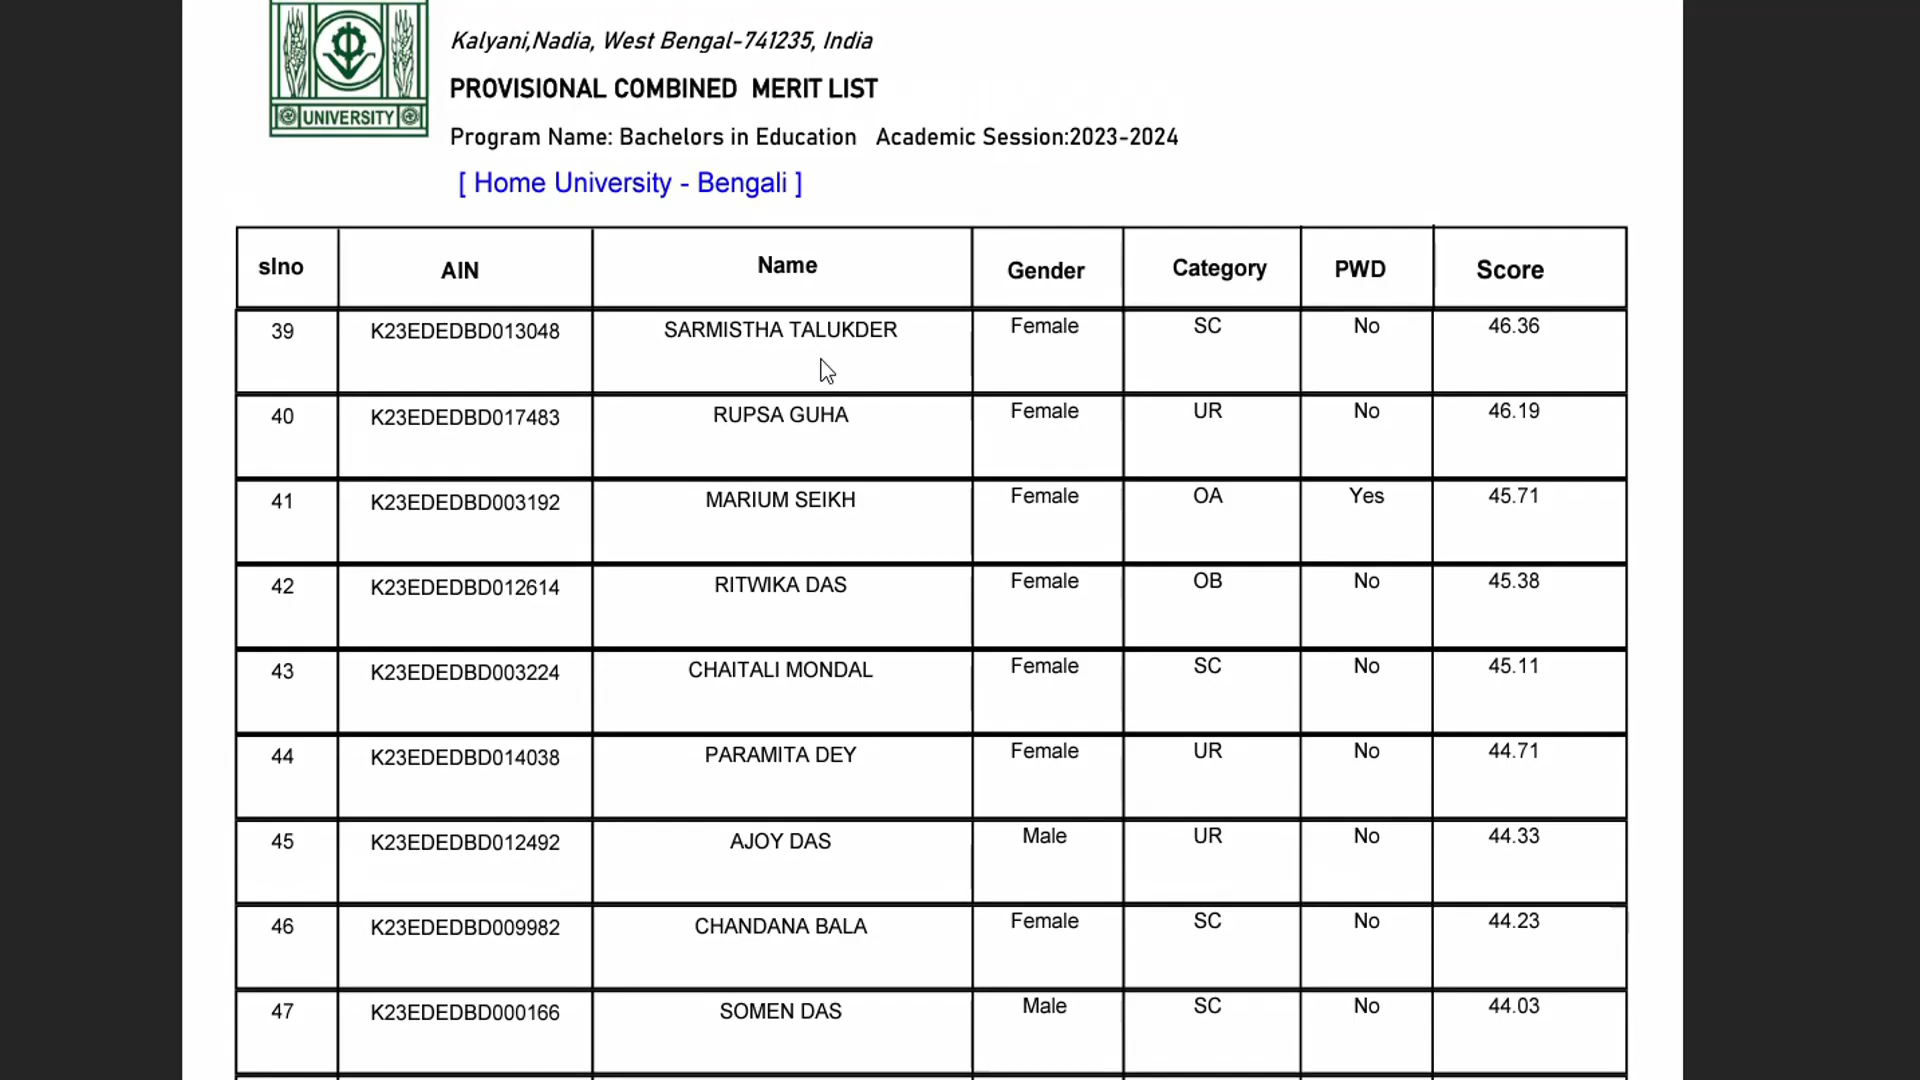 UNIVERSITY
Kalyani,Nadia, West Bengal-741235, India
PROVISIONAL COMBINED MERIT LIST
Program Name: Bachelors in Education Academic Session:2023-2024
[ Home University - Bengali ]
slno AIN Name Gender Category PWD Score
39 K23EDEDBD013048 SARMISTHA TALUKDER Female SC No 46.36
40 K23EDEDBD017483 RUPSA GUHA Female UR No 46.19
41 K23EDEDBD003192 MARIUM SEIKH Female OA Yes 45.71
42 K23EDEDBD012614 RITWIKA DAS Female OB No 45.38
43 K23EDEDBD003224 CHAITALI MONDAL Female SC No 45.11
44 K23EDEDBD014038 PARAMITA DEY Female UR No 44.71
45 K23EDEDBD012492 AJOY DAS Male UR No 44.33
46 K23EDEDBD009982 CHANDANA BALA Female SC No 44.23
47 K23EDEDBD000166 SOMEN DAS Male SC No 44.03